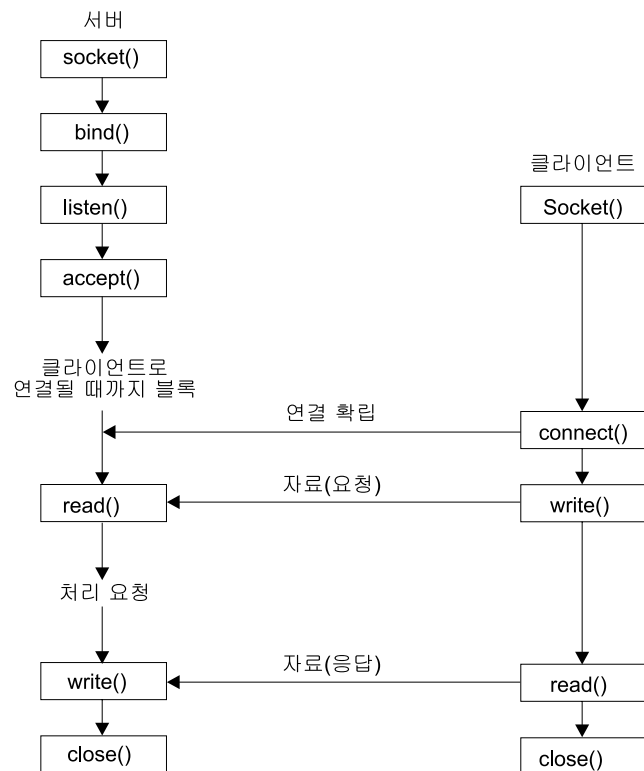 서버
socket()
bind()
listen()
accept()
클라이언트로
연결될 때까지 블록
read()
처리 요청
write()
close()
연결 확립
자료(요청)
자료(응답)
클라이언트
Socket()
connect()
write()
read()
close()